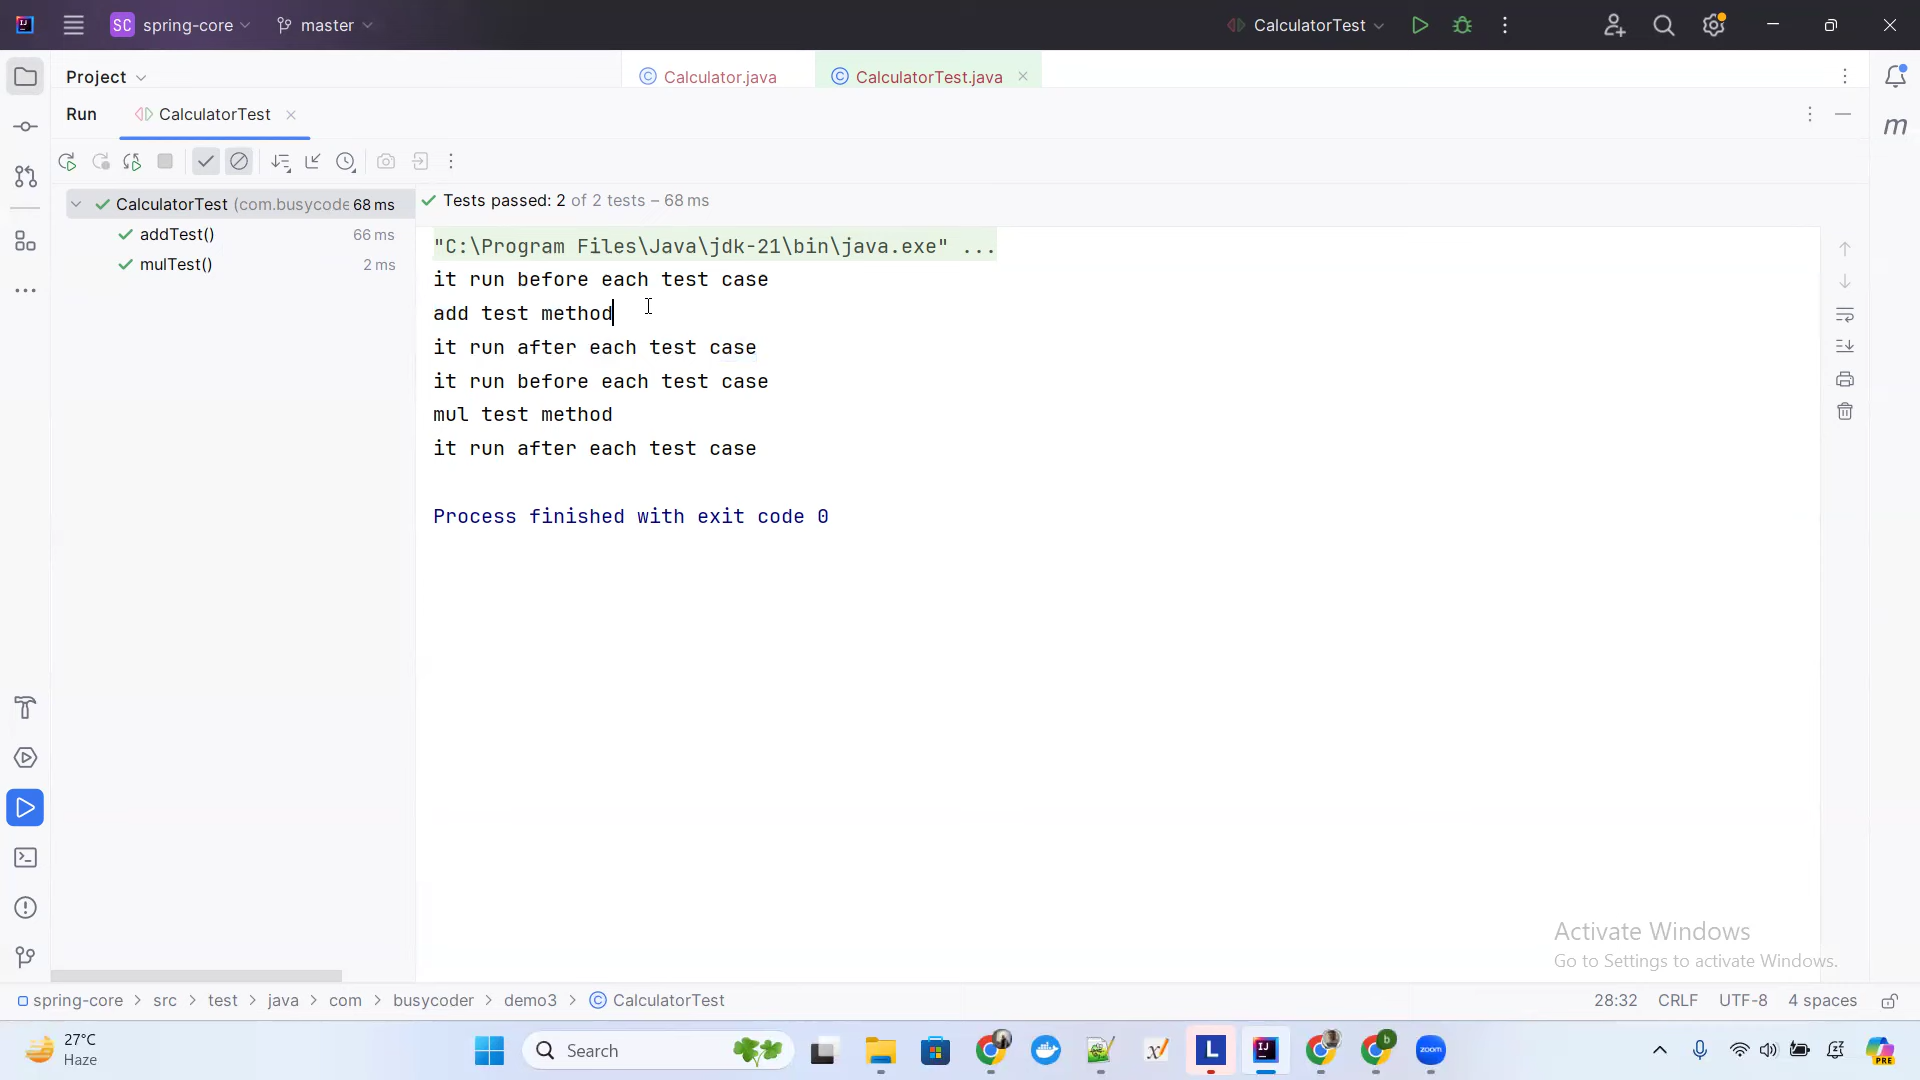 SC spring-core master CalculatorTest
Project Calculator.java CalculatorTest.java
Run CalculatorTest
CalculatorTest (com.busycode 68 ms
addTest() 66 ms
mulTest() 2 ms
Tests passed: 2 of 2 tests – 68 ms
"C:\Program Files\Java\jdk-21\bin\java.exe" ...
it run before each test case
add test method
it run after each test case
it run before each test case
mul test method
it run after each test case
Process finished with exit code 0
Activate Windows
Go to Settings to activate Windows.
spring-core > src > test > java > com > busycoder > demo3 > CalculatorTest
28:32 CRLF UTF-8 4 spaces
27°C
Haze
Search
zoom
PRE